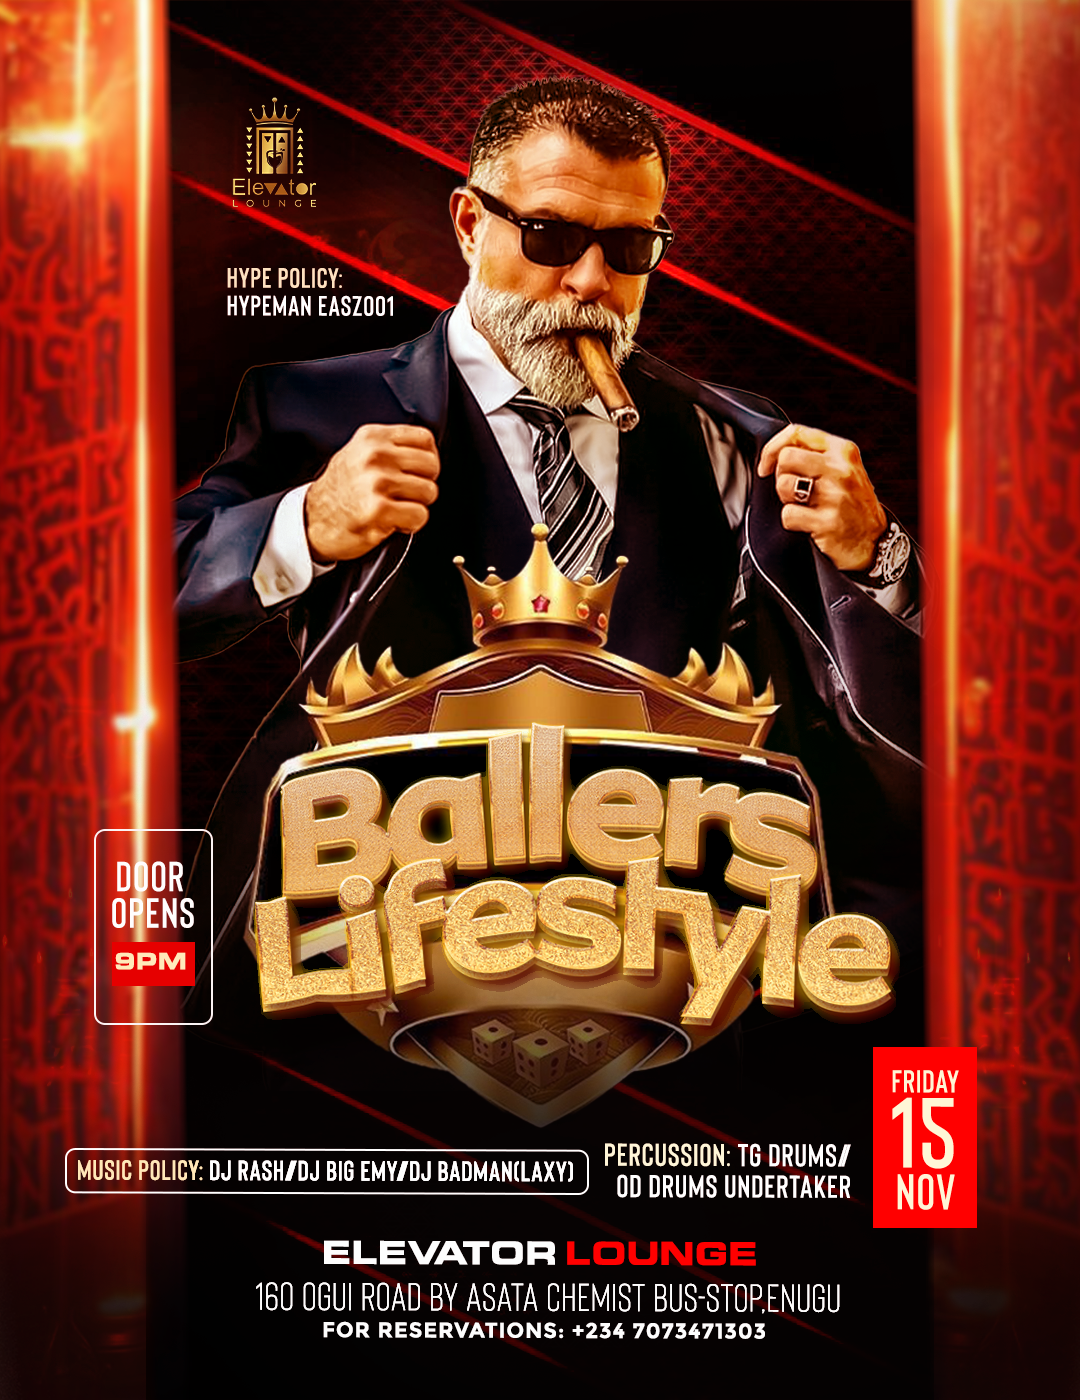 Elevator
LOUNGE
HYPE POLICY:
HYPEMAN EASZ001
Ballers
Lifestyle
DOOR
OPENS
9PM
FRIDAY
15
NOV
MUSIC POLICY: DJ RASH//DJ BIG EMY//DJ BADMAN(LAXY)
PERCUSSION: TG DRUMS//
OD DRUMS UNDERTAKER
ELEVATOR LOUNGE
160 OGUI ROAD BY ASATA CHEMIST BUS-STOP,ENUGU
FOR RESERVATIONS: +234 7073471303